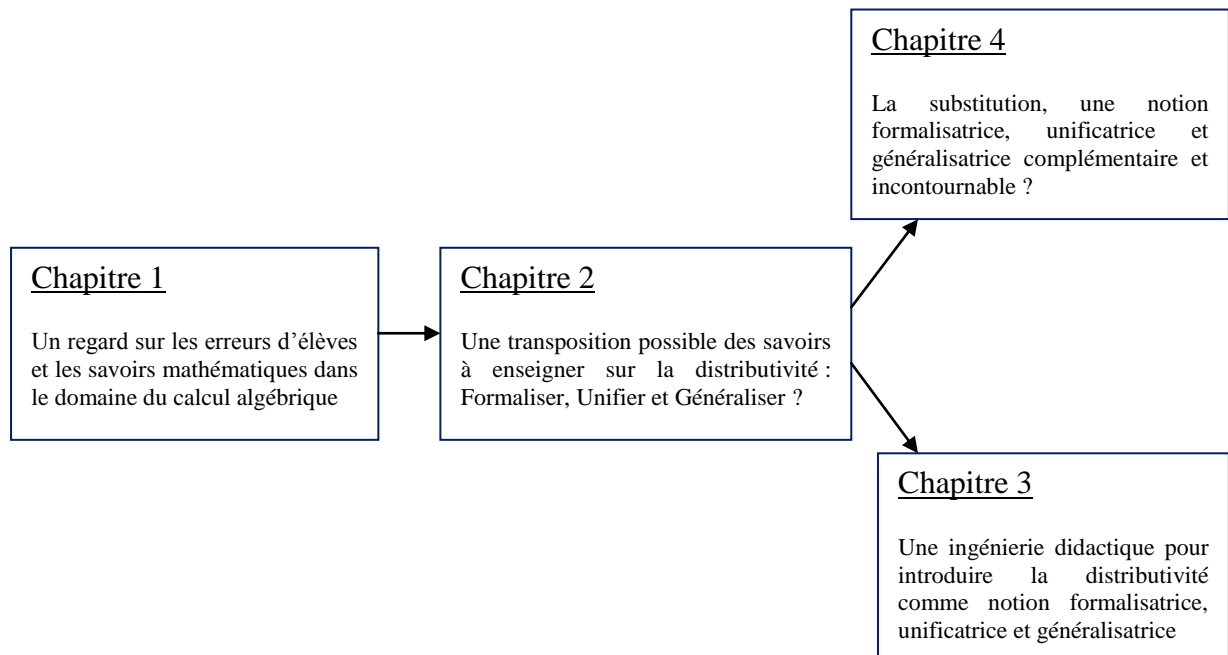 Chapitre 4
La substitution, une notion
formalisatrice, unificatrice et
généralisatrice complémentaire et
incontournable ?
Chapitre 1
Un regard sur les erreurs d’élèves
et les savoirs mathématiques dans
le domaine du calcul algébrique
Chapitre 2
Une transposition possible des savoirs
à enseigner sur la distributivité :
Formaliser, Unifier et Généraliser ?
Chapitre 3
Une ingénierie didactique pour
introduire la distributivité
comme notion formalisatrice,
unificatrice et généralisatrice